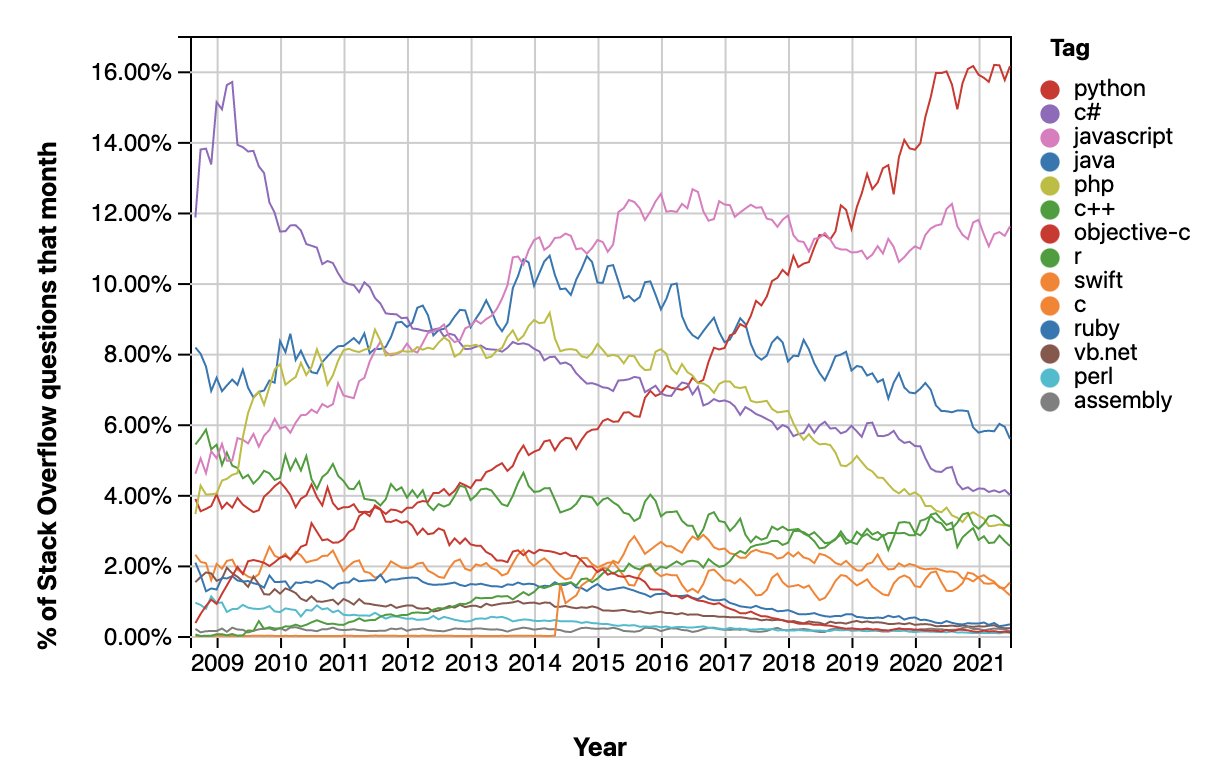 16.00%
14.00%
12.00%
10.00%
8.00%
6.00%
4.00%
2.00%
0.00%
% of Stack Overflow questions that month
2009 2010 2011 2012 2013 2014 2015 2016 2017 2018 2019 2020 2021
Year
Tag
python
c#
javascript
java
php
c++
objective-c
r
swift
c
ruby
vb.net
perl
assembly